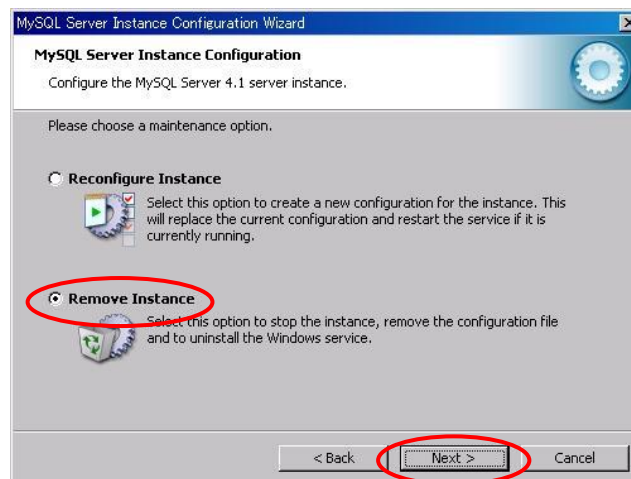 MySQL Server Instance Configuration Wizard
MySQL Server Instance Configuration
Configure the MySQL Server 4.1 server instance.
Please choose a maintenance option.
Reconfigure Instance
Select this option to create a new configuration for the instance. This
will replace the current configuration and restart the service if it is
currently running.
Remove Instance
Select this option to stop the instance, remove the configuration file
and to uninstall the Windows service.
< Back Next > Cancel